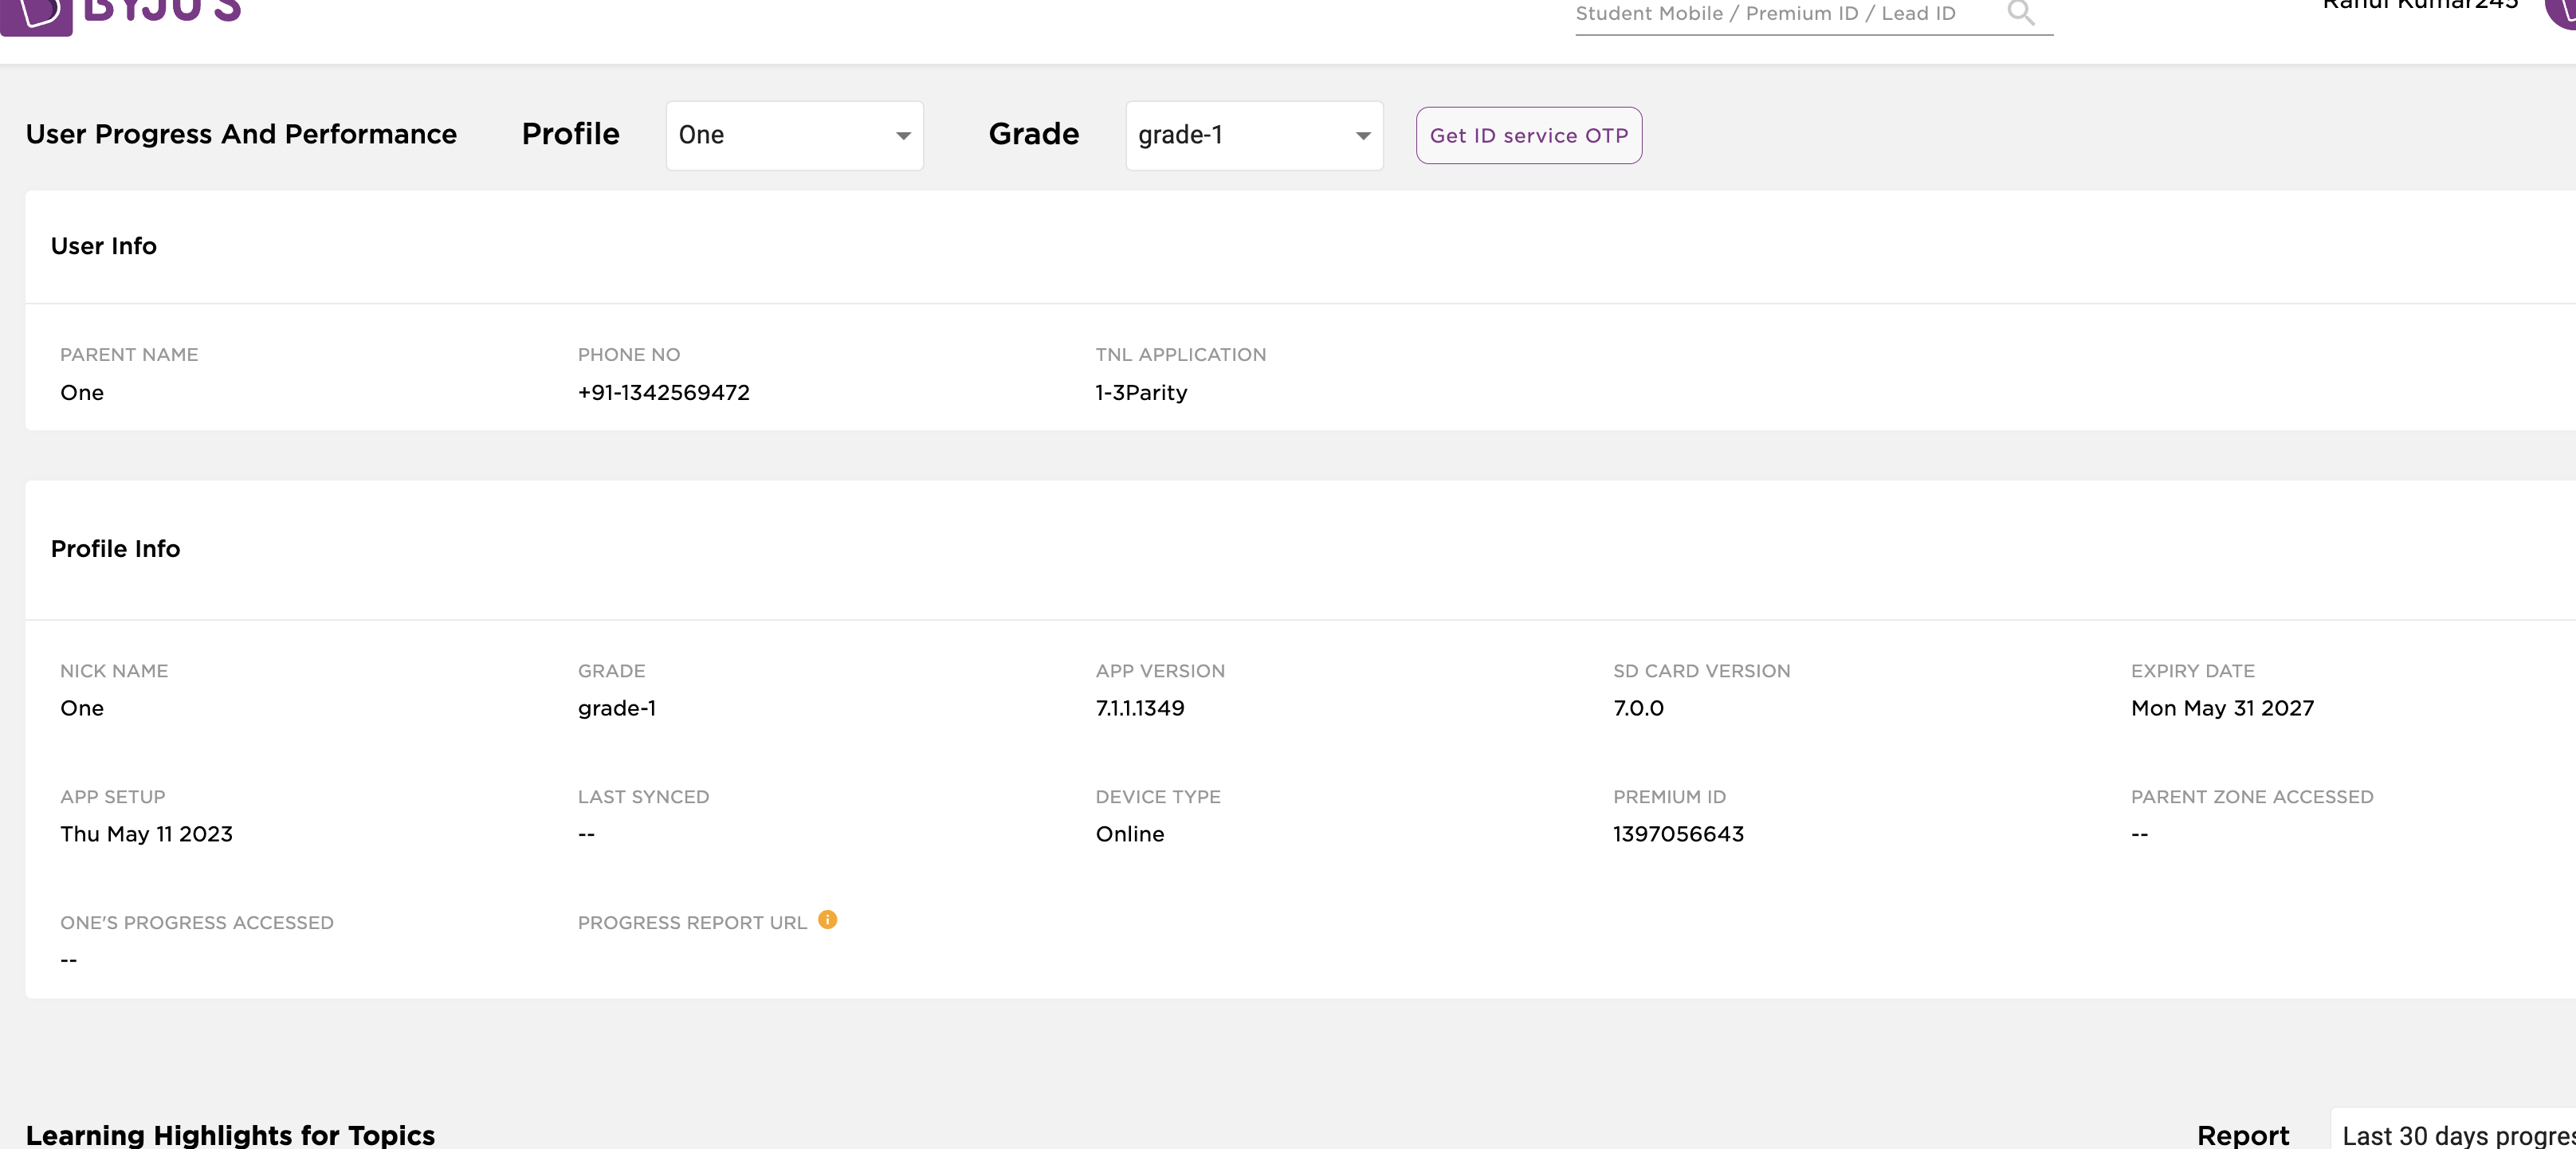 BYJU'S
Student Mobile / Premium ID / Lead ID
Rahul Kumar245
User Progress And Performance
Profile
One
Grade
grade-1
Get ID service OTP
User Info
PARENT NAME
PHONE NO
TNL APPLICATION
One
+91-1342569472
1-3Parity
Profile Info
NICK NAME
GRADE
APP VERSION
SD CARD VERSION
EXPIRY DATE
One
grade-1
7.1.1.1349
7.0.0
Mon May 31 2027
APP SETUP
LAST SYNCED
DEVICE TYPE
PREMIUM ID
PARENT ZONE ACCESSED
Thu May 11 2023
--
Online
1397056643
--
ONE'S PROGRESS ACCESSED
PROGRESS REPORT URL
--
Learning Highlights for Topics
Report
Last 30 days